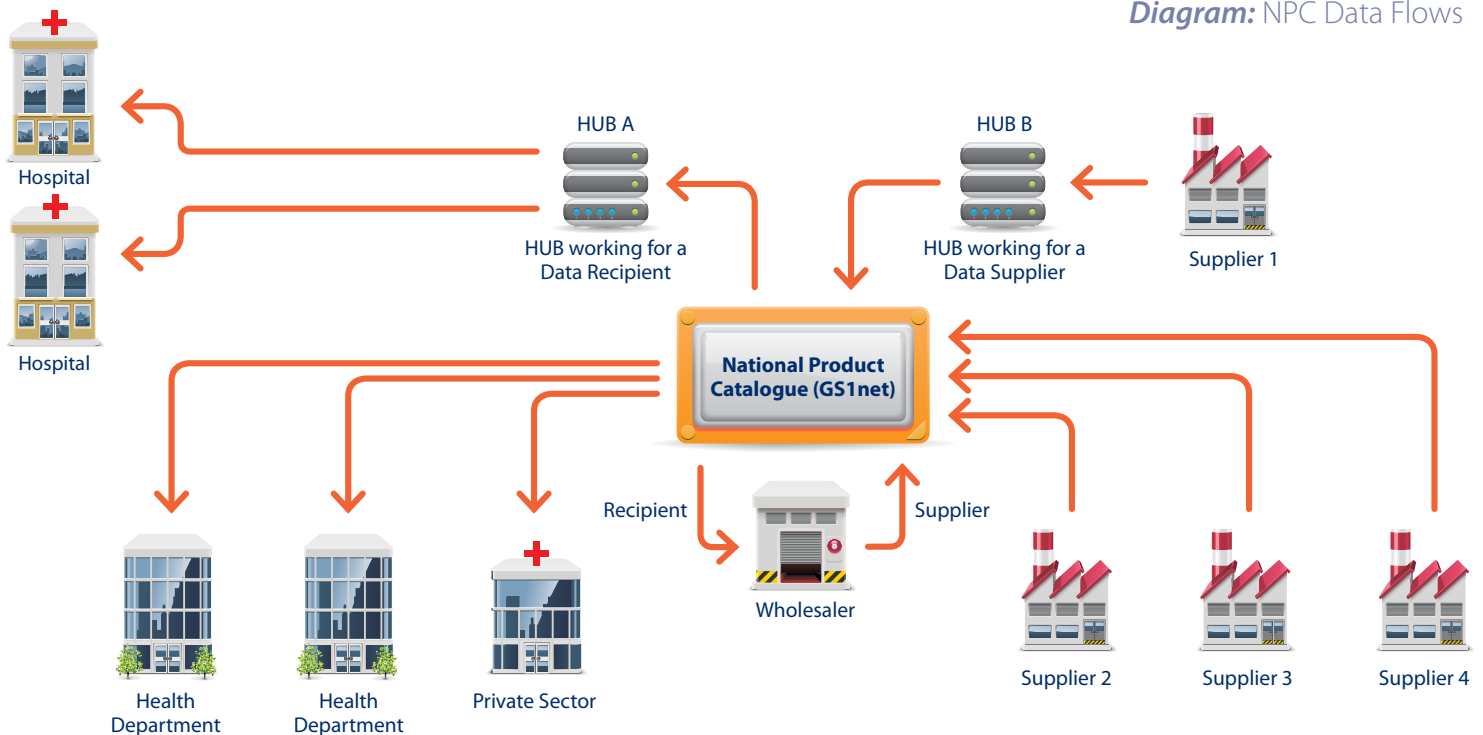 Diagram: NPC Data Flows
Hospital
Hospital
HUB A
HUB working for a
Data Recipient
HUB B
HUB working for a
Data Supplier
Supplier 1
National Product
Catalogue (GS1net)
Recipient
Supplier
Wholesaler
Health
Department
Health
Department
Private Sector
Supplier 2
Supplier 3
Supplier 4